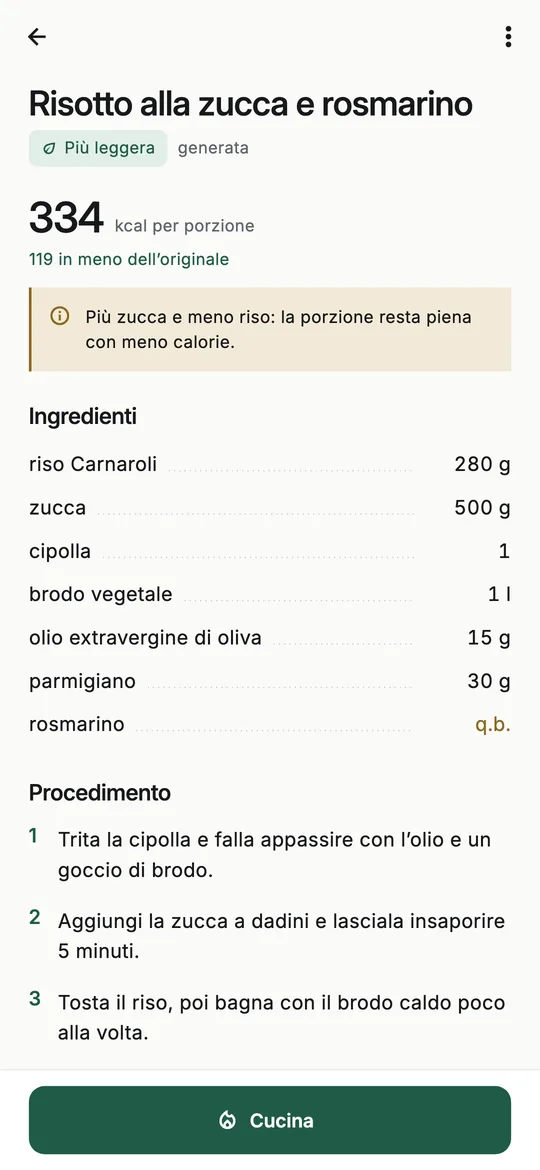 Risotto alla zucca e rosmarino
Più leggera generata
334 kcal per porzione
119 in meno dell’originale
Più zucca e meno riso: la porzione resta piena
con meno calorie.
Ingredienti
riso Carnaroli 280 g
zucca 500 g
cipolla 1
brodo vegetale 1 l
olio extravergine di oliva 15 g
parmigiano 30 g
rosmarino q.b.
Procedimento
1 Trita la cipolla e falla appassire con l’olio e un
goccio di brodo.
2 Aggiungi la zucca a dadini e lasciala insaporire
5 minuti.
3 Tosta il riso, poi bagna con il brodo caldo poco
alla volta.
Cucina